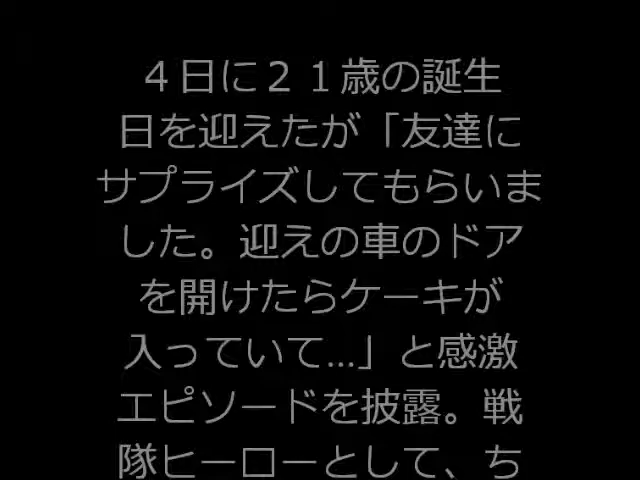 ４日に２１歳の誕生
日を迎えたが「友達に
サプライズしてもらいま
した。迎えの車のドア
を開けたらケーキが
入っていて…」と感激
エピソードを披露。戦
隊ヒーローとして、ち